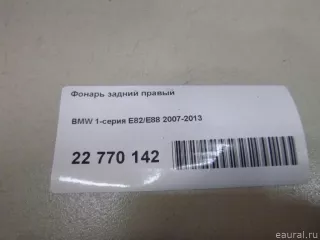 Фонарь задний правый
BMW 1-серия E82/E88 2007-2013
22 770 142
eaural.ru